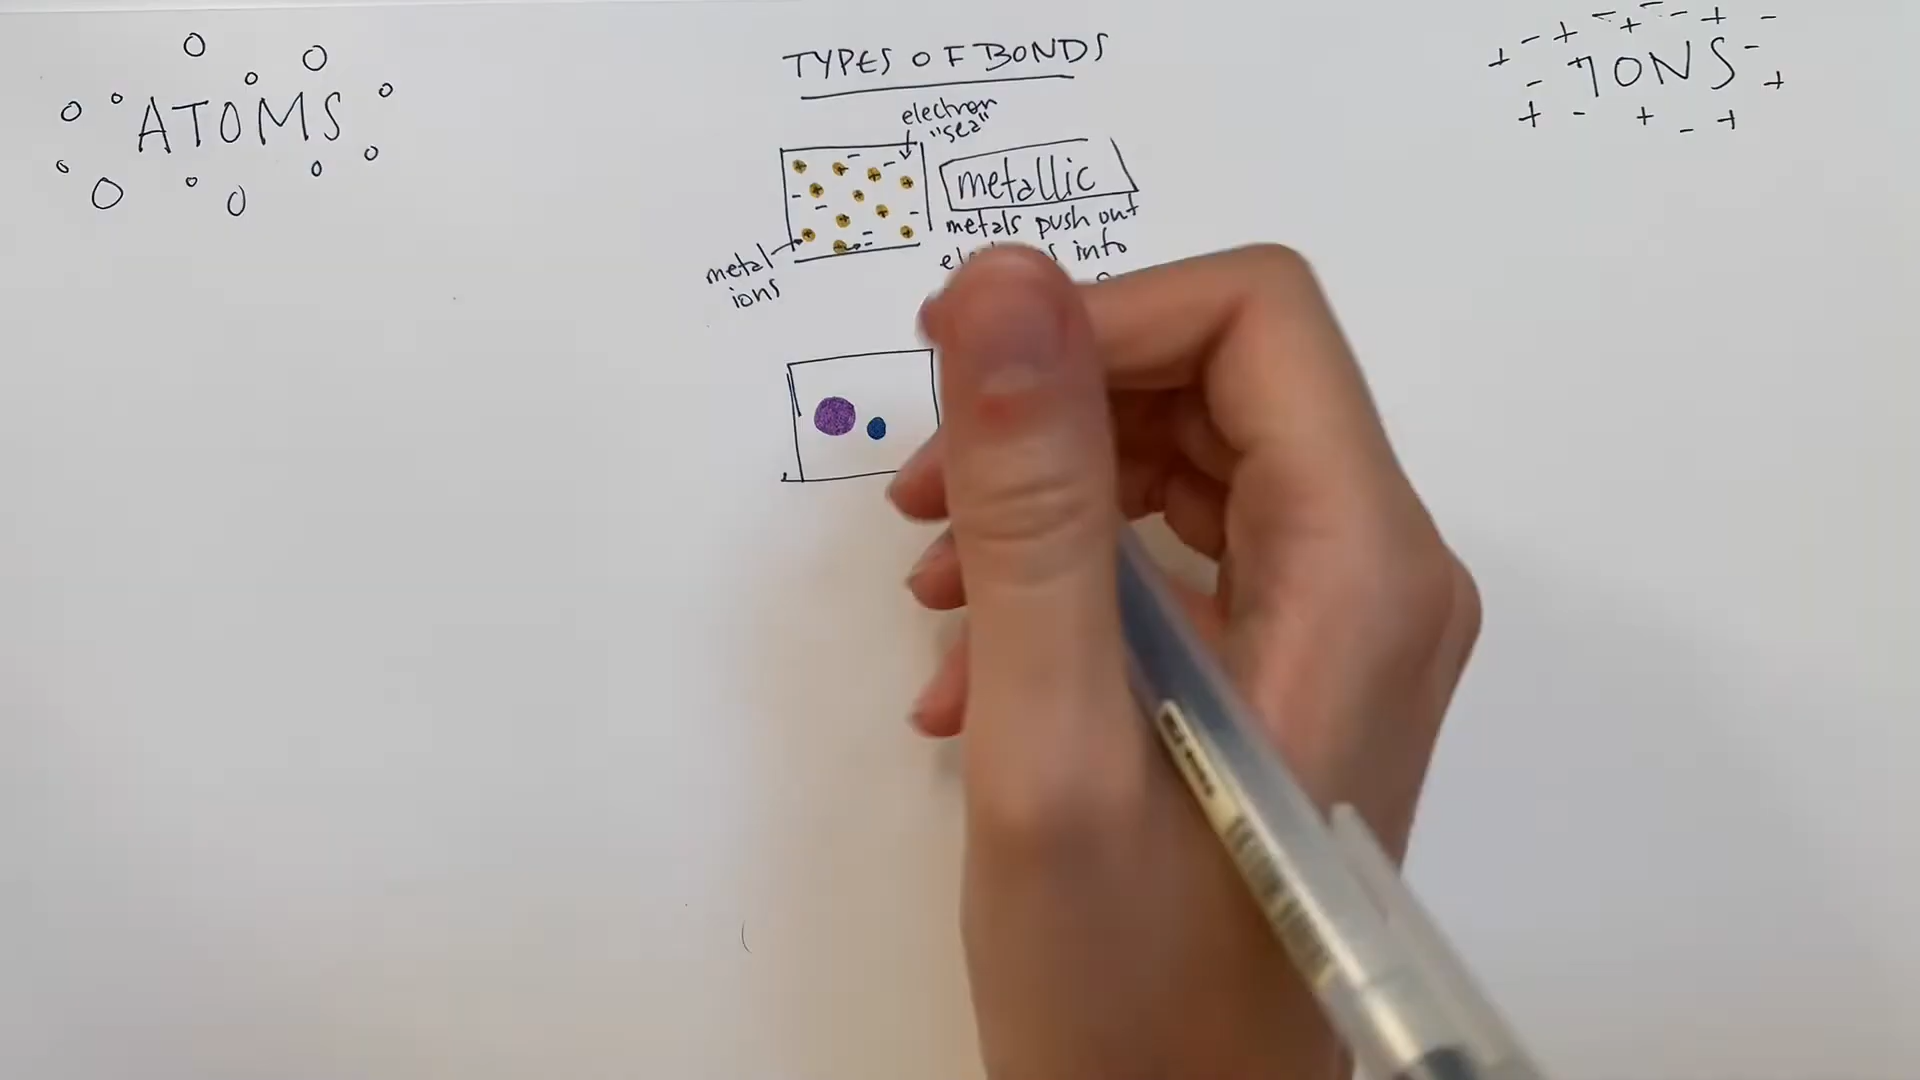 ATOMS
TYPES OF BONDS
IONS
electron
"sea"
metallic
metals push out
into
metal
ions